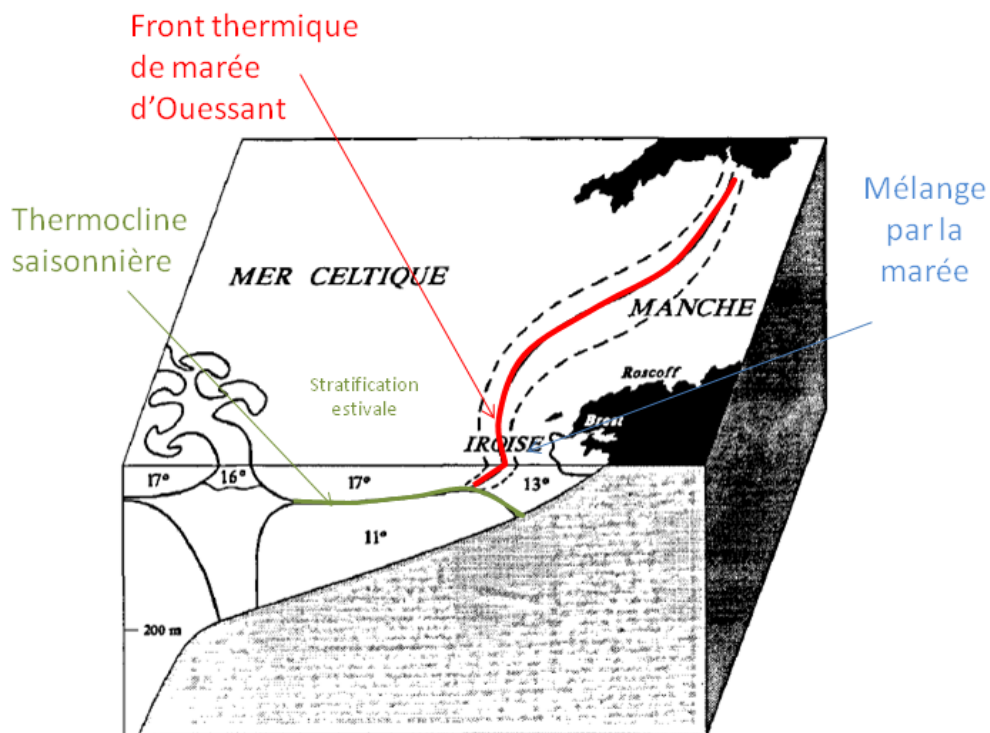 Front thermique
de marée
d'Ouessant
Thermocline
saisonnière
Mélange
par la
marée
MER CELTIQUE
MANCHE
Stratification
estivale
Roscoff
Brest
IROISE
17°
16°
17°
13°
11°
200 m